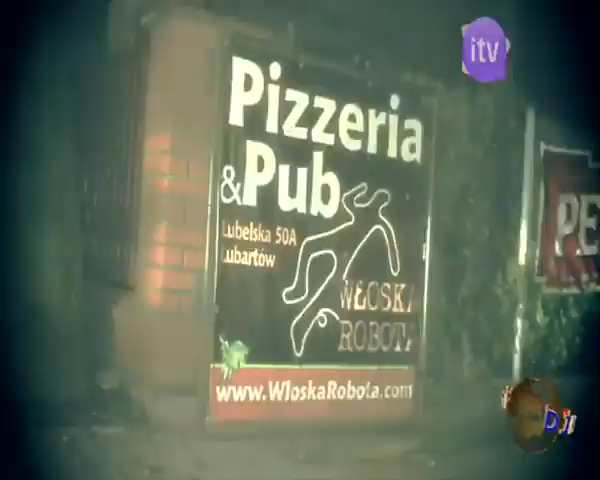 itv
Pizzeria
& Pub
Lubelska 50A
Lubartów
WŁOSKA
ROBOTA
www.WloskaRobota.com
PE
DJ